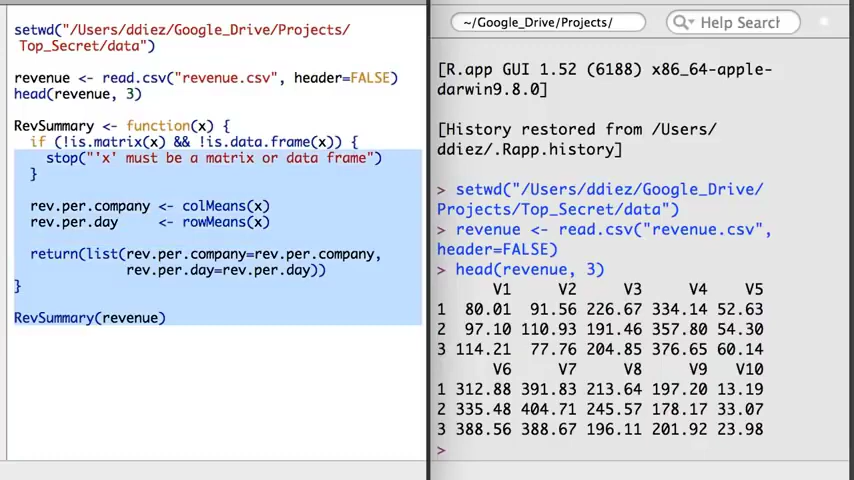 setwd("/Users/ddiez/Google_Drive/Projects/
Top_Secret/data")
revenue <- read.csv("revenue.csv", header=FALSE)
head(revenue, 3)
RevSummary <- function(x) {
if (!is.matrix(x) && !is.data.frame(x)) {
stop("'x' must be a matrix or data frame")
}
rev.per.company <- colMeans(x)
rev.per.day <- rowMeans(x)
return(list(rev.per.company=rev.per.company,
rev.per.day=rev.per.day))
}
RevSummary(revenue)
~/Google_Drive/Projects/
Help Search
[R.app GUI 1.52 (6188) x86_64-apple-
darwin9.8.0]
[History restored from /Users/
ddiez/.Rapp.history]
> setwd("/Users/ddiez/Google_Drive/
Projects/Top_Secret/data")
> revenue <- read.csv("revenue.csv",
header=FALSE)
> head(revenue, 3)
V1 V2 V3 V4 V5
1 80.01 91.56 226.67 334.14 52.63
2 97.10 110.93 191.46 357.80 54.30
3 114.21 77.76 204.85 376.65 60.14
V6 V7 V8 V9 V10
1 312.88 391.83 213.64 197.20 13.19
2 335.48 404.71 245.57 178.17 33.07
3 388.56 388.67 196.11 201.92 23.98
>